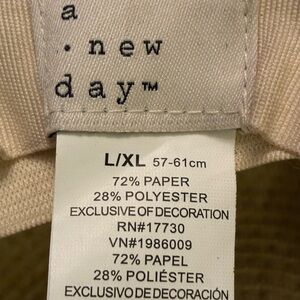 a
· new
day™
L/XL 57-61cm
72% PAPER
28% POLYESTER
EXCLUSIVE OF DECORATION
RN#17730
VN#1986009
72% PAPEL
28% POLIÉSTER
EXCLUSIVO DE DECORACIÓN